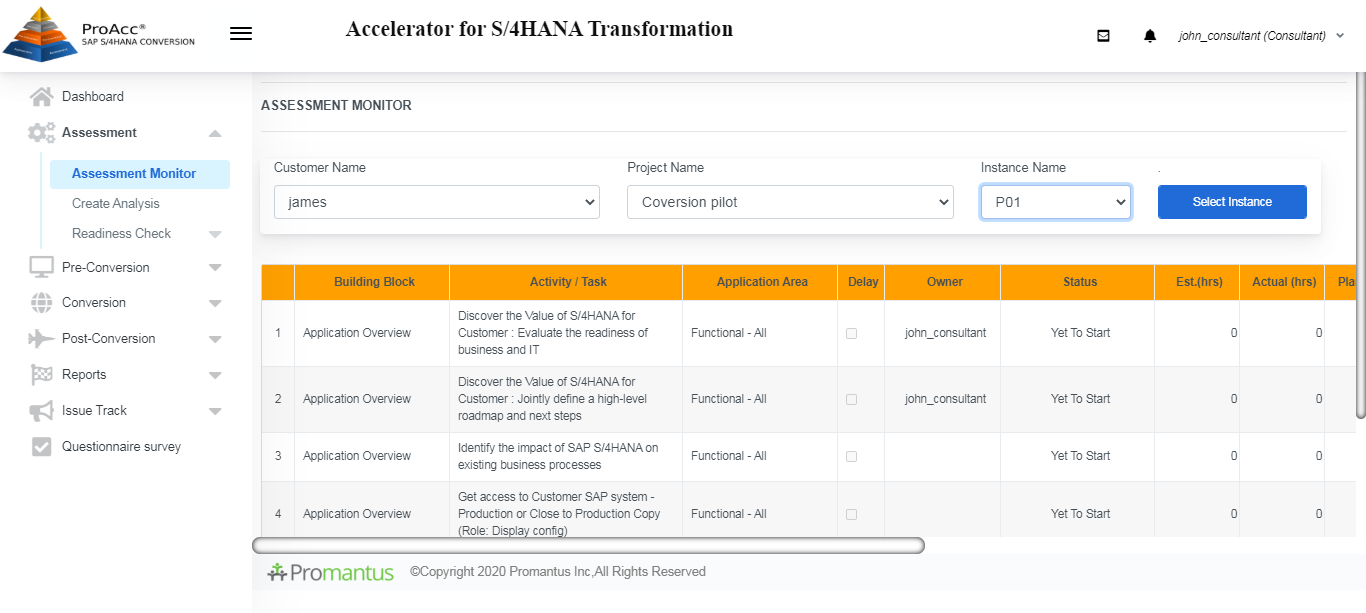 ProAcc®
SAP S/4HANA CONVERSION
Accelerator for S/4HANA Transformation
john_consultant (Consultant)
Dashboard
Assessment
Assessment Monitor
Create Analysis
Readiness Check
Pre-Conversion
Conversion
Post-Conversion
Reports
Issue Track
Questionnaire survey
ASSESSMENT MONITOR
Customer Name Project Name Instance Name .
james Coversion pilot P01 Select Instance
Building Block Activity / Task Application Area Delay Owner Status Est.(hrs) Actual (hrs) Pla
1 Application Overview Discover the Value of S/4HANA for
Customer : Evaluate the readiness of
business and IT Functional - All john_consultant Yet To Start 0 0
2 Application Overview Discover the Value of S/4HANA for
Customer : Jointly define a high-level
roadmap and next steps Functional - All john_consultant Yet To Start 0 0
3 Application Overview Identify the impact of SAP S/4HANA on
existing business processes Functional - All Yet To Start 0 0
4 Application Overview Get access to Customer SAP system -
Production or Close to Production Copy
(Role: Display config) Functional - All Yet To Start 0 0
Promantus ©Copyright 2020 Promantus Inc,All Rights Reserved